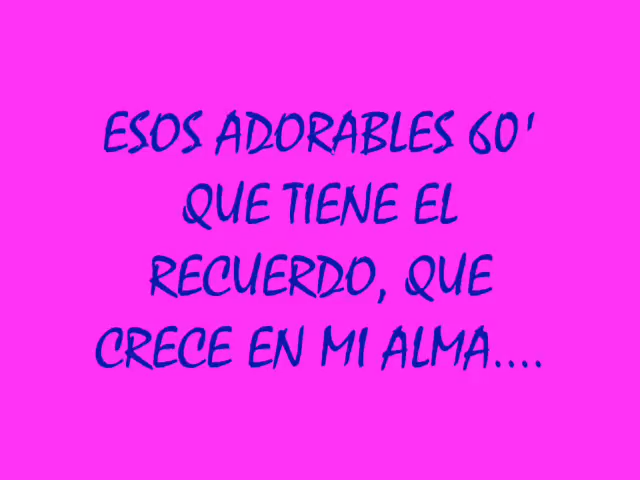 ESOS ADORABLES 60'
QUE TIENE EL
RECUERDO, QUE
CRECE EN MI ALMA....